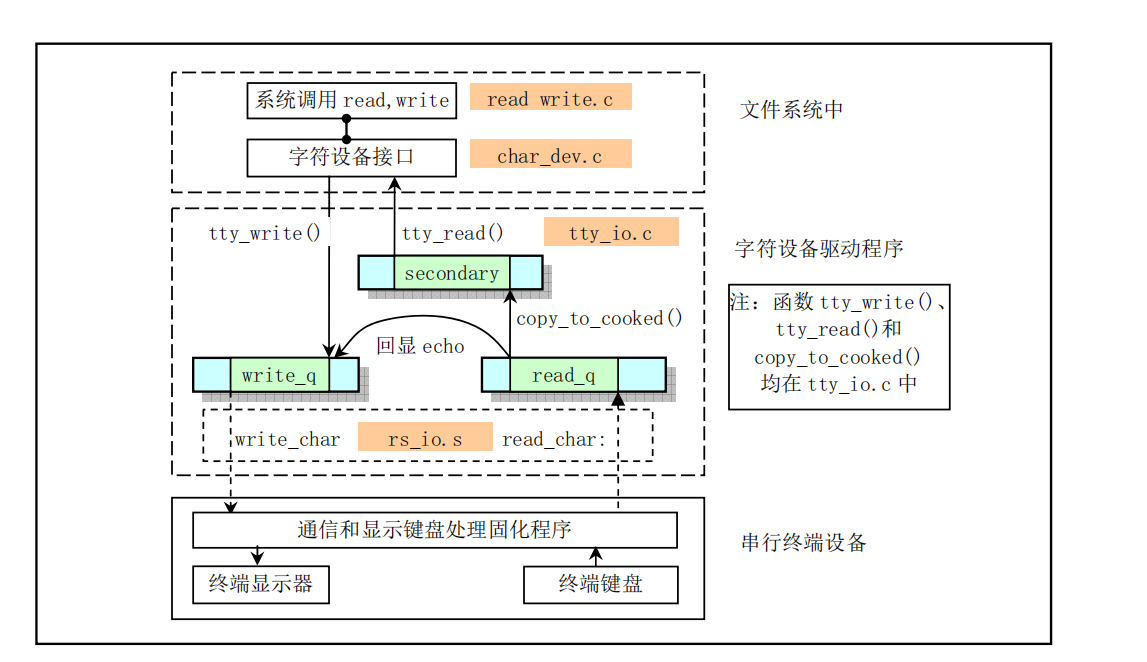 系统调用 read,write
read write.c
文件系统中
字符设备接口
char_dev.c
tty_write()
tty_read()
tty_io.c
字符设备驱动程序
secondary
注：函数 tty_write()、
tty_read()和
copy_to_cooked()
均在 tty_io.c 中
copy_to_cooked()
回显 echo
write_q
read_q
write_char
rs_io.s
read_char:
通信和显示键盘处理固化程序
串行终端设备
终端显示器
终端键盘